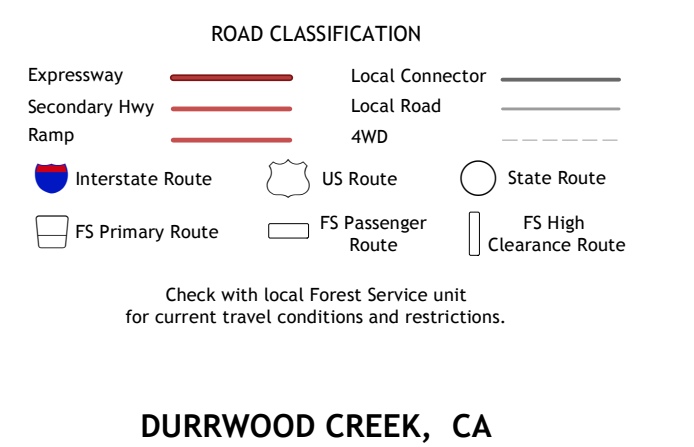 ROAD CLASSIFICATION
Expressway
Local Connector
Secondary Hwy
Local Road
Ramp
4WD
Interstate Route
US Route
State Route
FS Primary Route
FS Passenger
Route
FS High
Clearance Route
Check with local Forest Service unit
for current travel conditions and restrictions.
DURRWOOD CREEK, CA